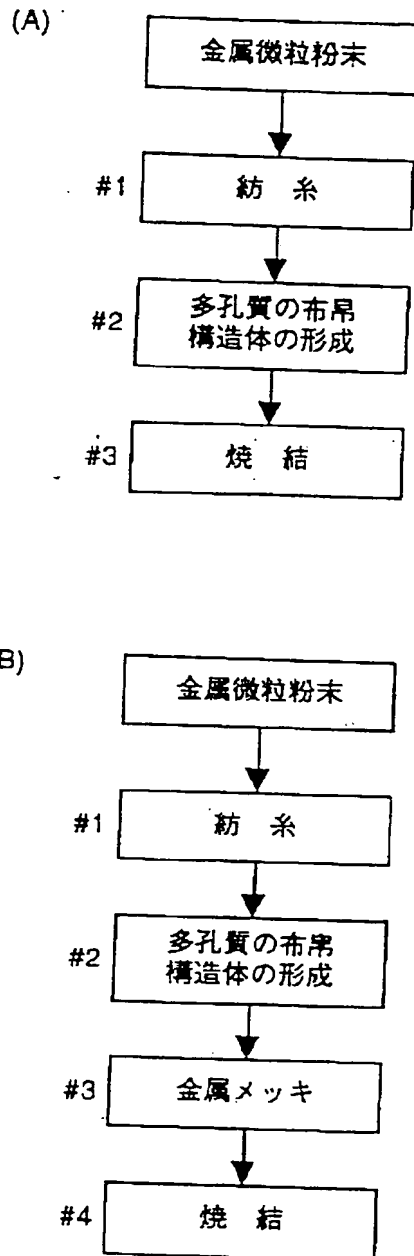 (A)
金属微粒粉末
#1 紡 糸
#2 多孔質の布帛
構造体の形成
#3 焼 結
B)
金属微粒粉末
#1 紡 糸
#2 多孔質の布帛
構造体の形成
#3 金属メッキ
#4 焼 結